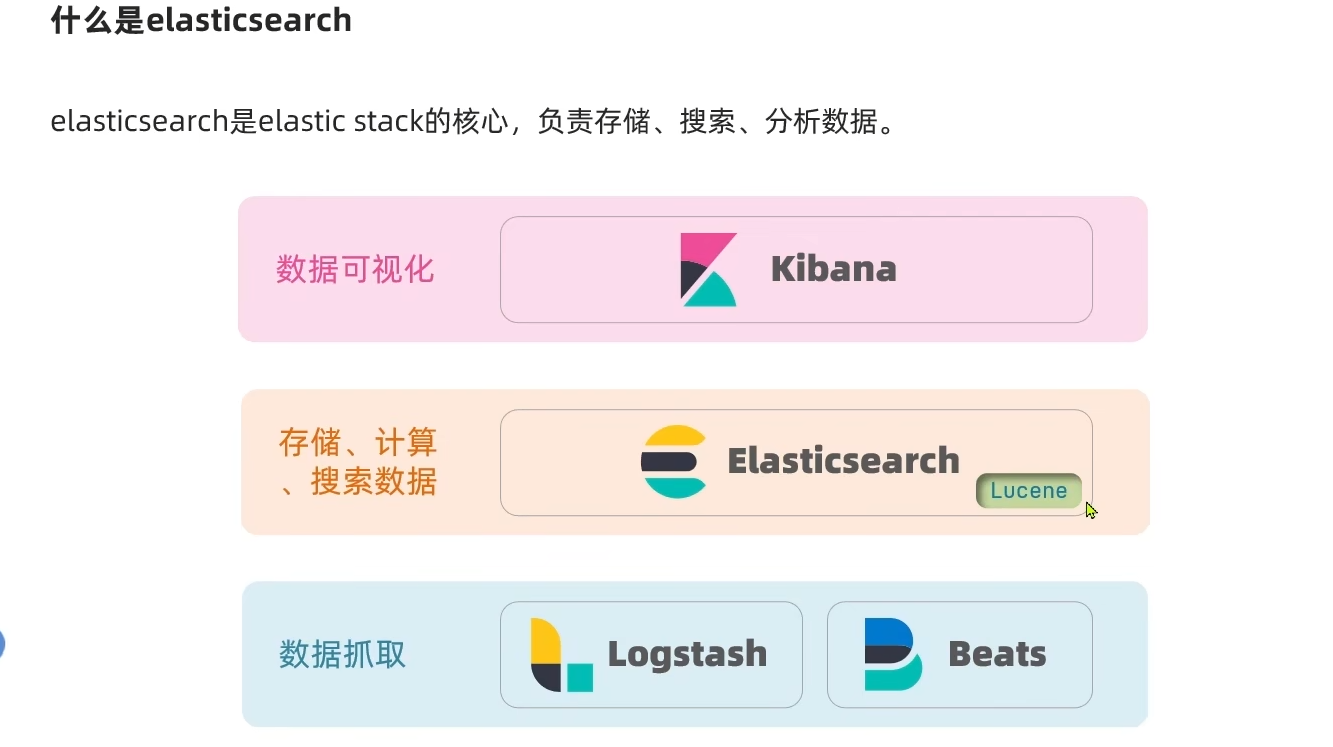 什么是elasticsearch
elasticsearch是elastic stack的核心，负责存储、搜索、分析数据。
数据可视化
Kibana
存储、计算
、搜索数据
Elasticsearch
Lucene
数据抓取
Logstash
Beats